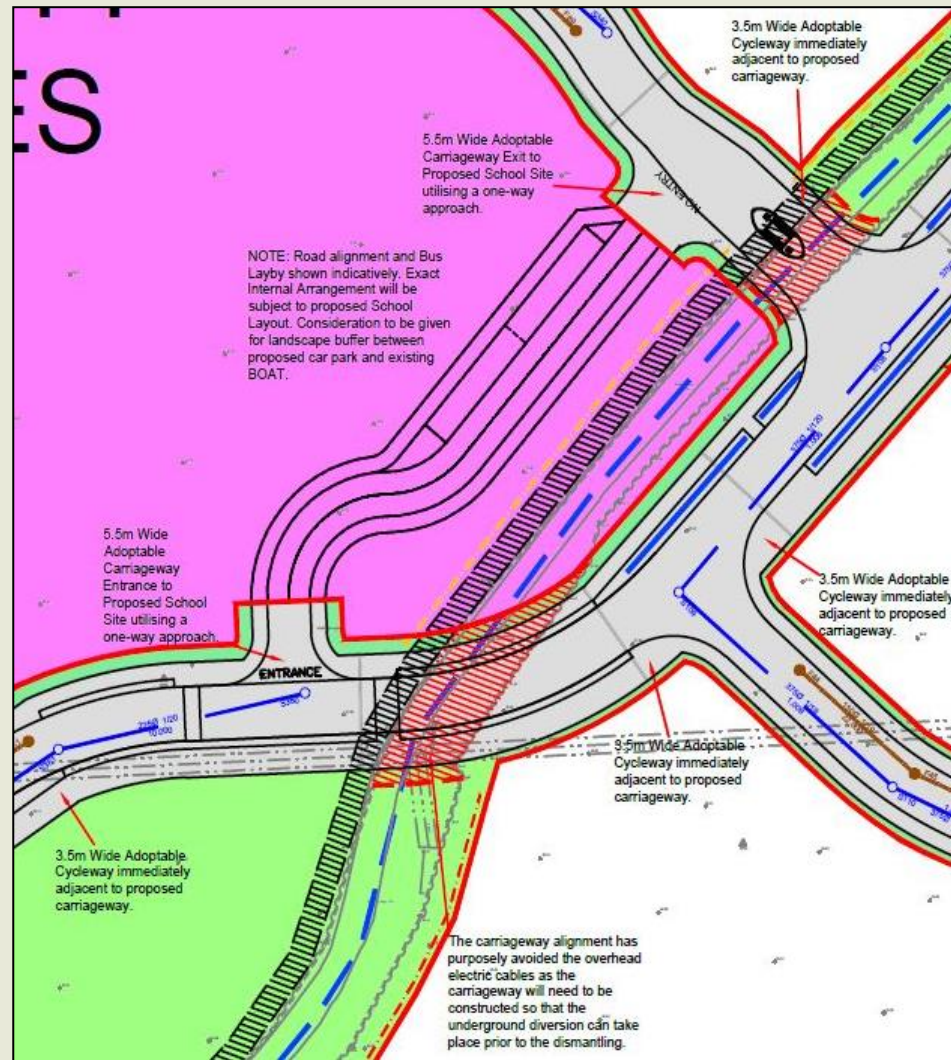 ES
3.5m Wide Adoptable
Cycleway immediately
adjacent to proposed
carriageway.
5.5m Wide Adoptable
Carriageway Exit to
Proposed School Site
utilising a one-way
approach.
NO ENTRY
NOTE: Road alignment and Bus
Layby shown indicatively. Exact
Internal Arrangement will be
subject to proposed School
Layout. Consideration to be given
for landscape buffer between
proposed car park and existing
BOAT.
5.5m Wide
Adoptable
Carriageway
Entrance to
Proposed School
Site utilising a
one-way approach.
ENTRANCE
3.5m Wide Adoptable
Cycleway immediately
adjacent to proposed
carriageway.
3.5m Wide Adoptable
Cycleway immediately
adjacent to proposed
carriageway.
3.5m Wide Adoptable
Cycleway immediately
adjacent to proposed
carriageway.
The carriageway alignment has
purposely avoided the overhead
electric cables as the
carriageway will need to be
constructed so that the
underground diversion can take
place prior to the dismantling.